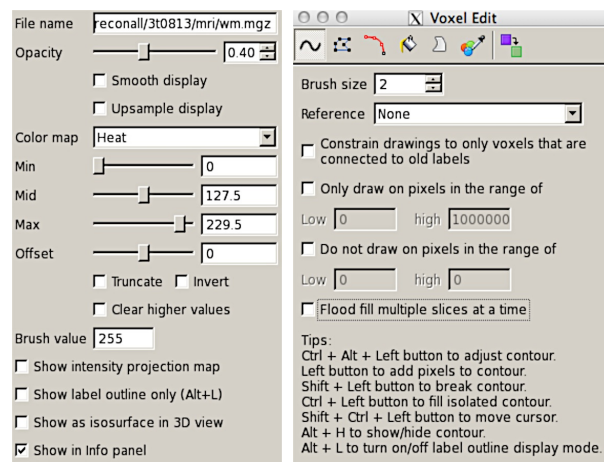 File name reconall/3t0813/mri/wm.mgz
Opacity 0.40
Smooth display
Upsample display
Color map Heat
Min 0
Mid 127.5
Max 229.5
Offset 0
Truncate Invert
Clear higher values
Brush value 255
Show intensity projection map
Show label outline only (Alt+L)
Show as isosurface in 3D view
Show in Info panel
X Voxel Edit
Brush size 2
Reference None
Constrain drawings to only voxels that are
connected to old labels
Only draw on pixels in the range of
Low 0 high 1000000
Do not draw on pixels in the range of
Low 0 high 0
Flood fill multiple slices at a time
Tips:
Ctrl + Alt + Left button to adjust contour.
Left button to add pixels to contour.
Shift + Left button to break contour.
Ctrl + Left button to fill isolated contour.
Shift + Ctrl + Left button to move cursor.
Alt + H to show/hide contour.
Alt + L to turn on/off label outline display mode.